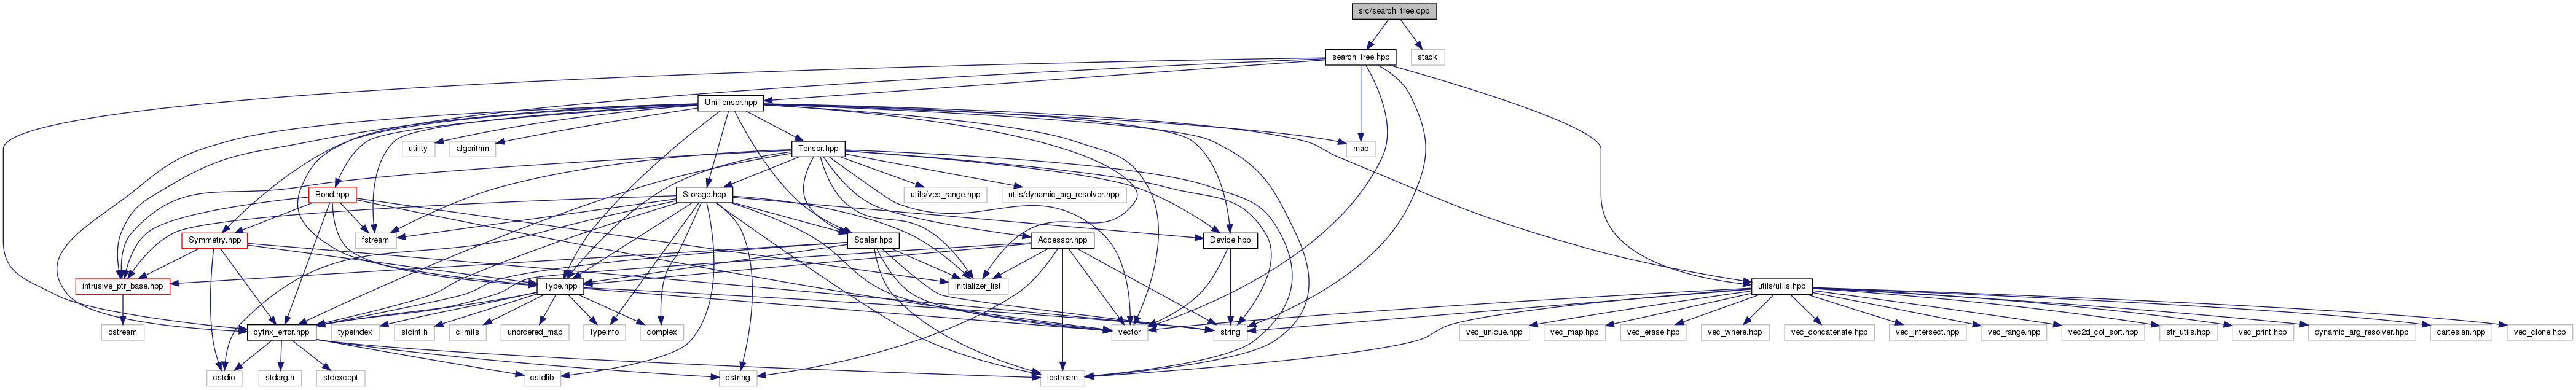 src/search_tree.cpp
search_tree.hpp
stack
UniTensor.hpp
utility
algorithm
Tensor.hpp
map
Bond.hpp
Storage.hpp
utils/vec_range.hpp
utils/dynamic_arg_resolver.hpp
Symmetry.hpp
fstream
Scalar.hpp
Accessor.hpp
Device.hpp
intrusive_ptr_base.hpp
Type.hpp
initializer_list
utils/utils.hpp
ostream
cytnx_error.hpp
typeindex
stdint.h
climits
unordered_map
typeinfo
complex
vector
string
vec_unique.hpp
vec_map.hpp
vec_erase.hpp
vec_where.hpp
vec_concatenate.hpp
vec_intersect.hpp
vec_range.hpp
vec2d_col_sort.hpp
str_utils.hpp
vec_print.hpp
dynamic_arg_resolver.hpp
cartesian.hpp
vec_clone.hpp
cstdio
stdarg.h
stdexcept
cstdlib
cstring
iostream